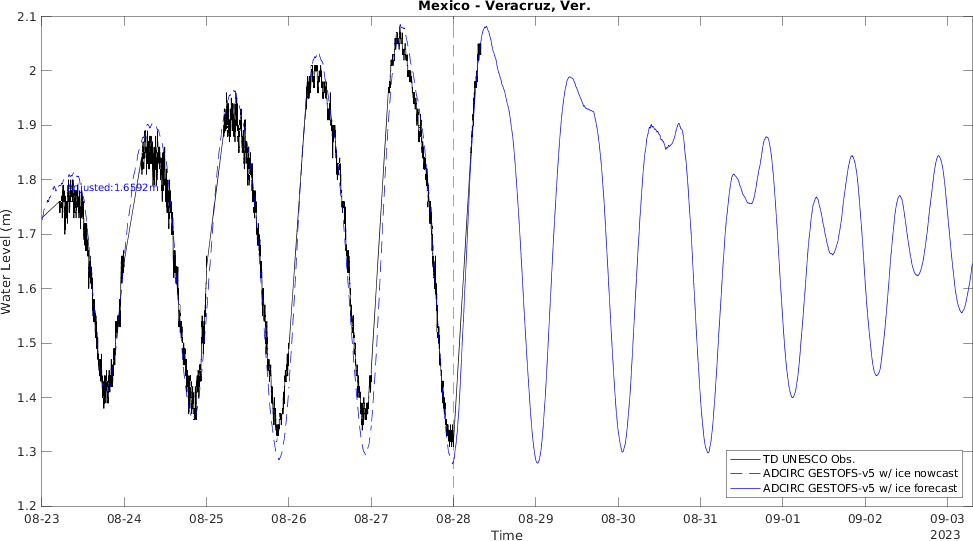 Mexico - Veracruz, Ver.
2.1
2
1.9
1.8
1.7
1.6
1.5
1.4
1.3
1.2
Water Level (m)
usted:1.6592m
TD UNESCO Obs.
ADCIRC GESTOFS-v5 w/ ice nowcast
ADCIRC GESTOFS-v5 w/ ice forecast
08-23 08-24 08-25 08-26 08-27 08-28 08-29 08-30 08-31 09-01 09-02 09-03
2023
Time